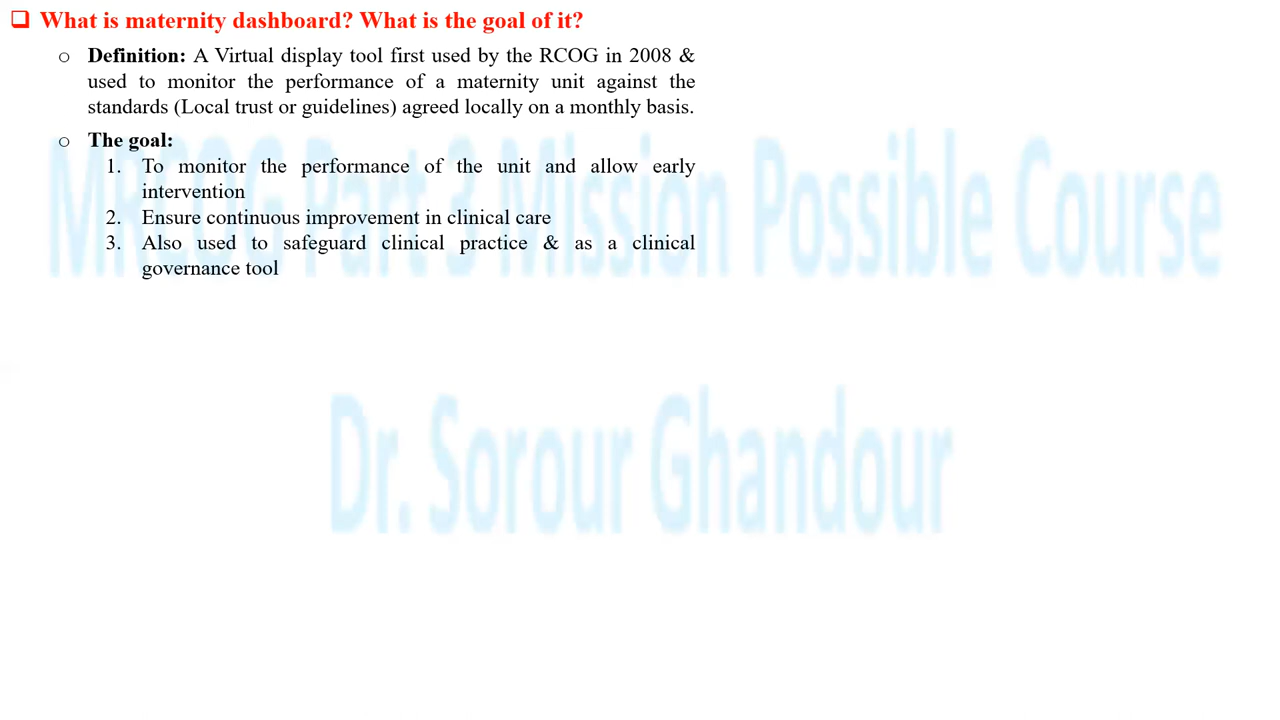 ❑ What is maternity dashboard? What is the goal of it?
o Definition: A Virtual display tool first used by the RCOG in 2008 &
used to monitor the performance of a maternity unit against the
standards (Local trust or guidelines) agreed locally on a monthly basis.
o The goal:
1. To monitor the performance of the unit and allow early
intervention
2. Ensure continuous improvement in clinical care
3. Also used to safeguard clinical practice & as a clinical
governance tool
MRCOG Part 3 Mission Possible Course
Dr. Sorour Ghandour